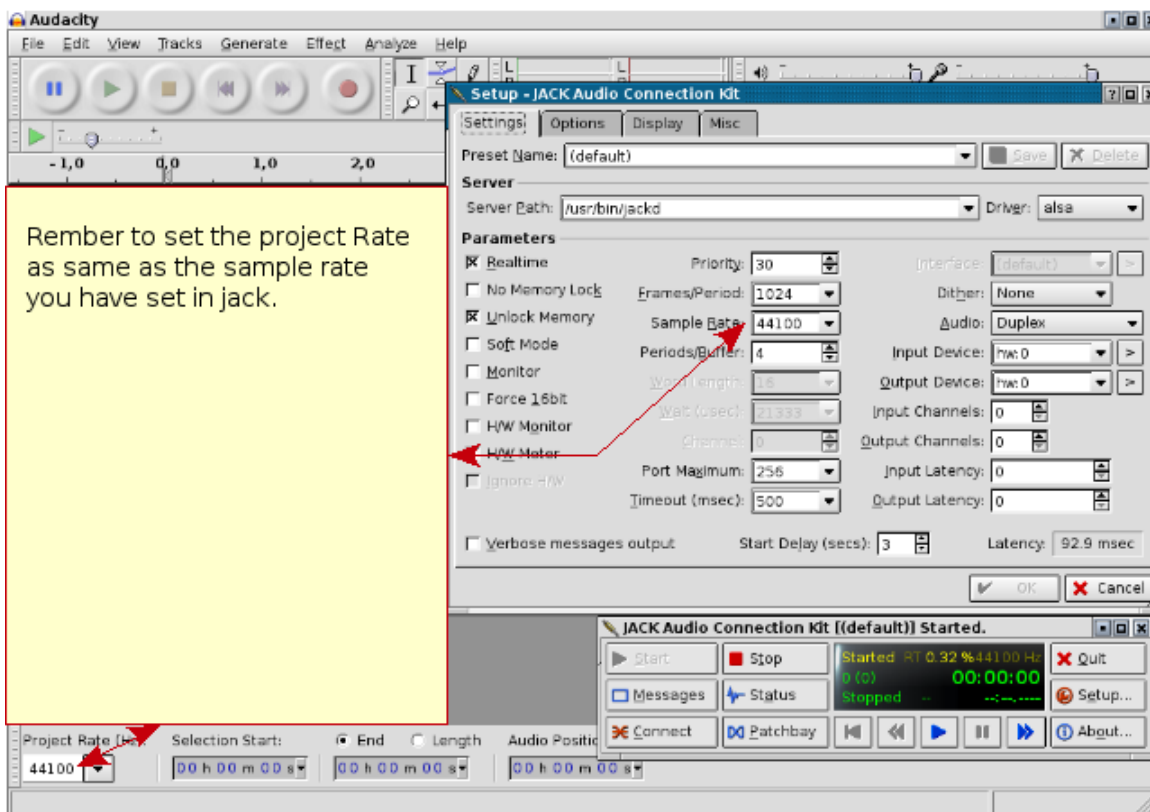 Audacity
File Edit View Tracks Generate Effect Analyze Help
- 1,0 0,0 1,0 2,0
Rember to set the project Rate
as same as the sample rate
you have set in jack.
Setup - JACK Audio Connection Kit
Settings Options Display Misc
Preset Name: (default) Save Delete
Server
Server Path: /usr/bin/jackd Driver: alsa
Parameters
Realtime Priority: 30 Interface: (default) >
No Memory Lock Frames/Period: 1024 Dither: None
Unlock Memory Sample Rate: 44100 Audio: Duplex
Soft Mode Periods/Buffer: 4 Input Device: hw:0 >
Monitor Word Length: 16 Output Device: hw:0 >
Force 16bit Wait (usec): 21333 Input Channels: 0
H/W Monitor Channel: 0 Output Channels: 0
H/W Meter Port Maximum: 256 Input Latency: 0
Ignore H/W Timeout (msec): 500 Output Latency: 0
Verbose messages output Start Delay (secs): 3 Latency: 92.9 msec
OK Cancel
JACK Audio Connection Kit [(default)] Started.
Start Stop Started RT 0.32 % 44100 Hz Quit
0 (0) 00:00:00
Messages Status Stopped -- --:--.---- Setup...
Connect Patchbay About...
Project Rate (Hz): Selection Start: End Length Audio
44100 00 h 00 m 00 s 00 h 00 m 00 s 00 h 00 m 00 s